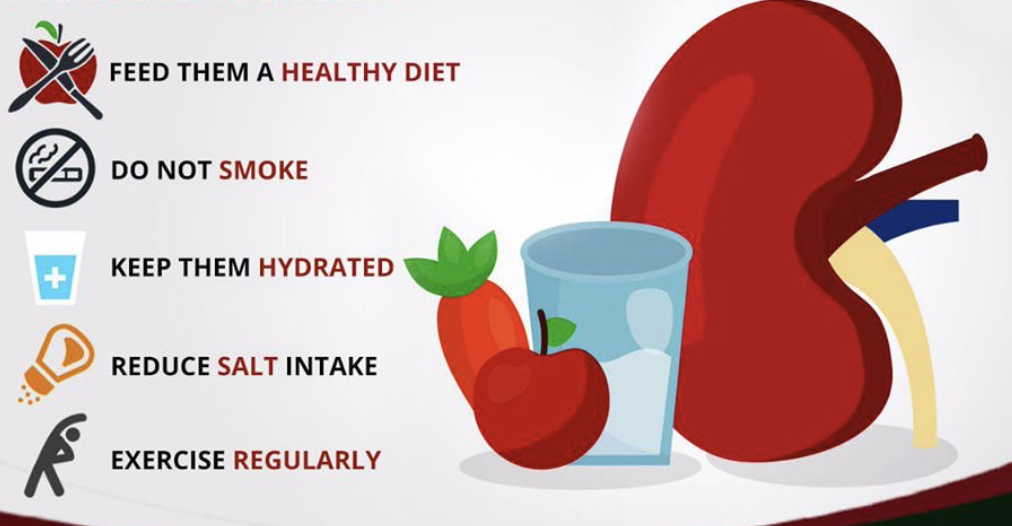 FEED THEM A HEALTHY DIET
DO NOT SMOKE
KEEP THEM HYDRATED
REDUCE SALT INTAKE
EXERCISE REGULARLY